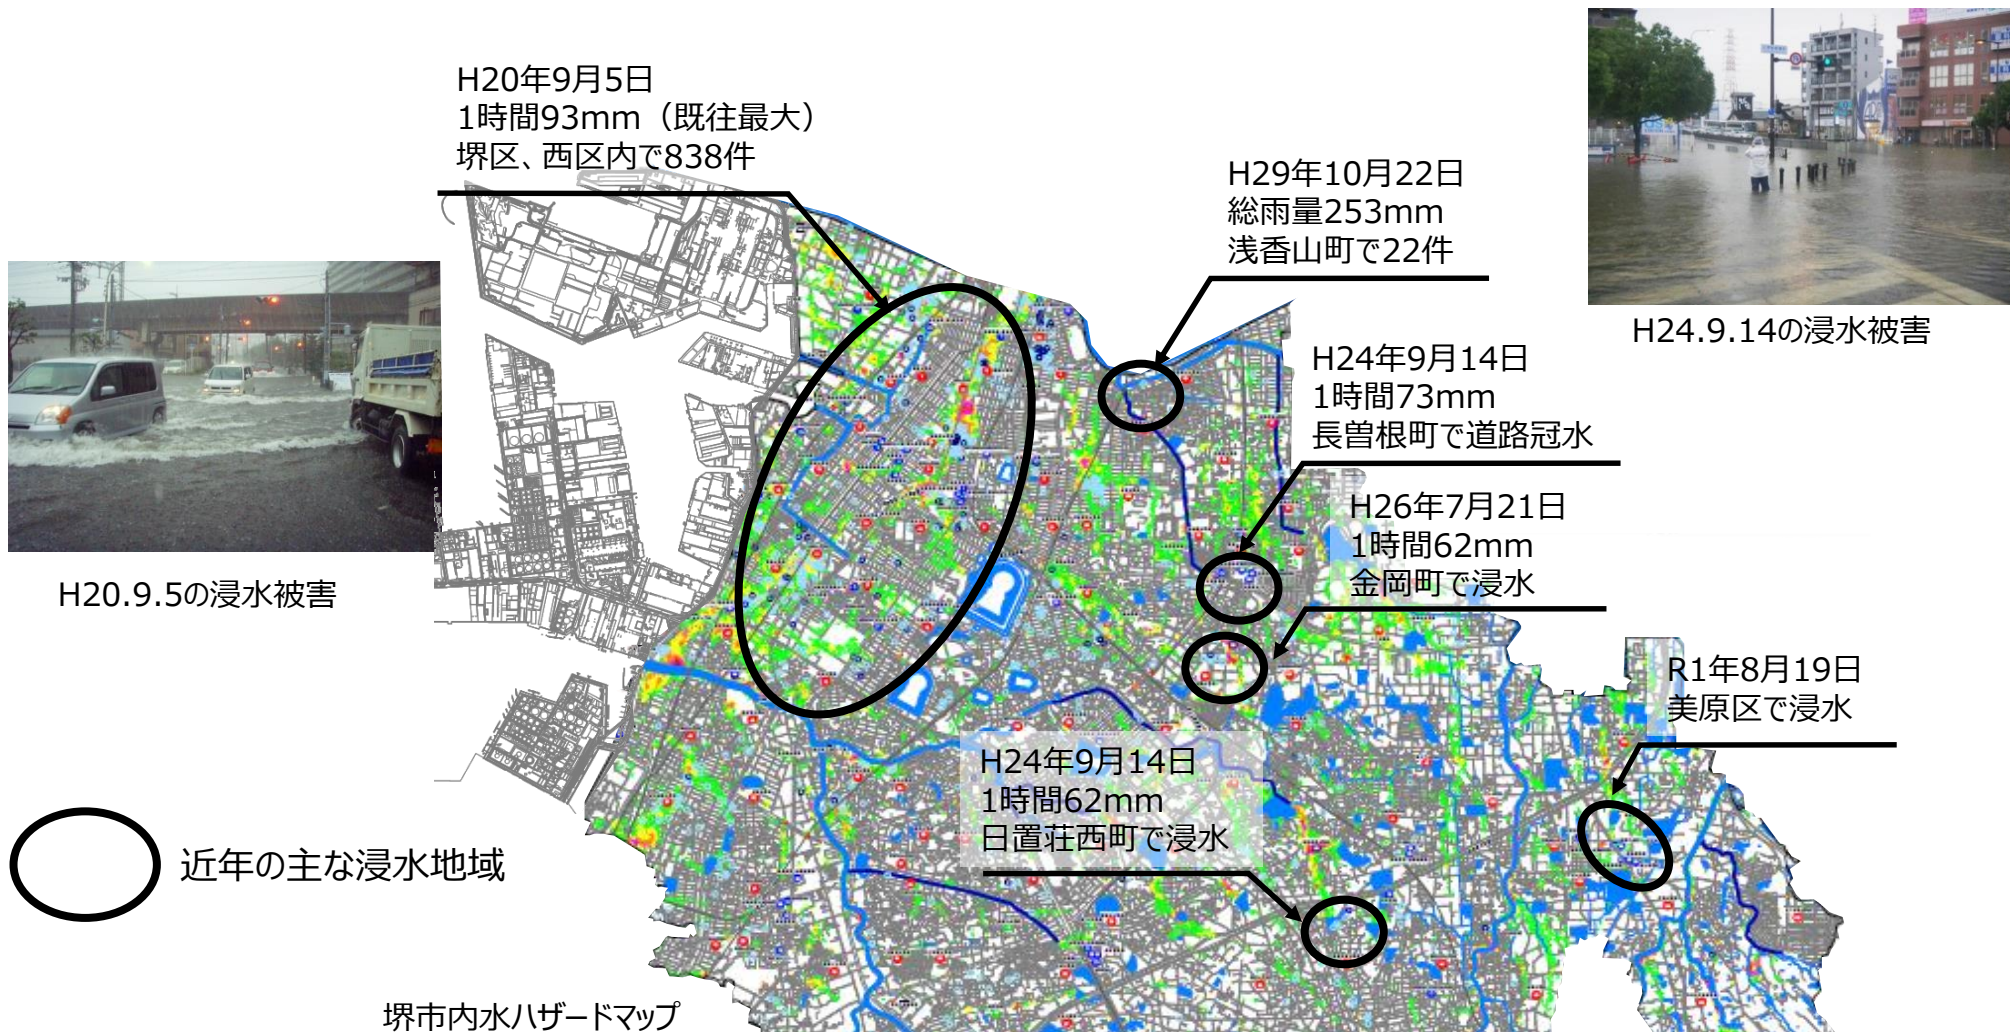 H20年9月5日
1時間93mm（既往最大）
堺区、西区内で838件
H29年10月22日
総雨量253mm
浅香山町で22件
H24.9.14の浸水被害
H24年9月14日
1時間73mm
長曽根町で道路冠水
H26年7月21日
1時間62mm
金岡町で浸水
H20.9.5の浸水被害
R1年8月19日
美原区で浸水
H24年9月14日
1時間62mm
日置荘西町で浸水
近年の主な浸水地域
堺市内水ハザードマップ